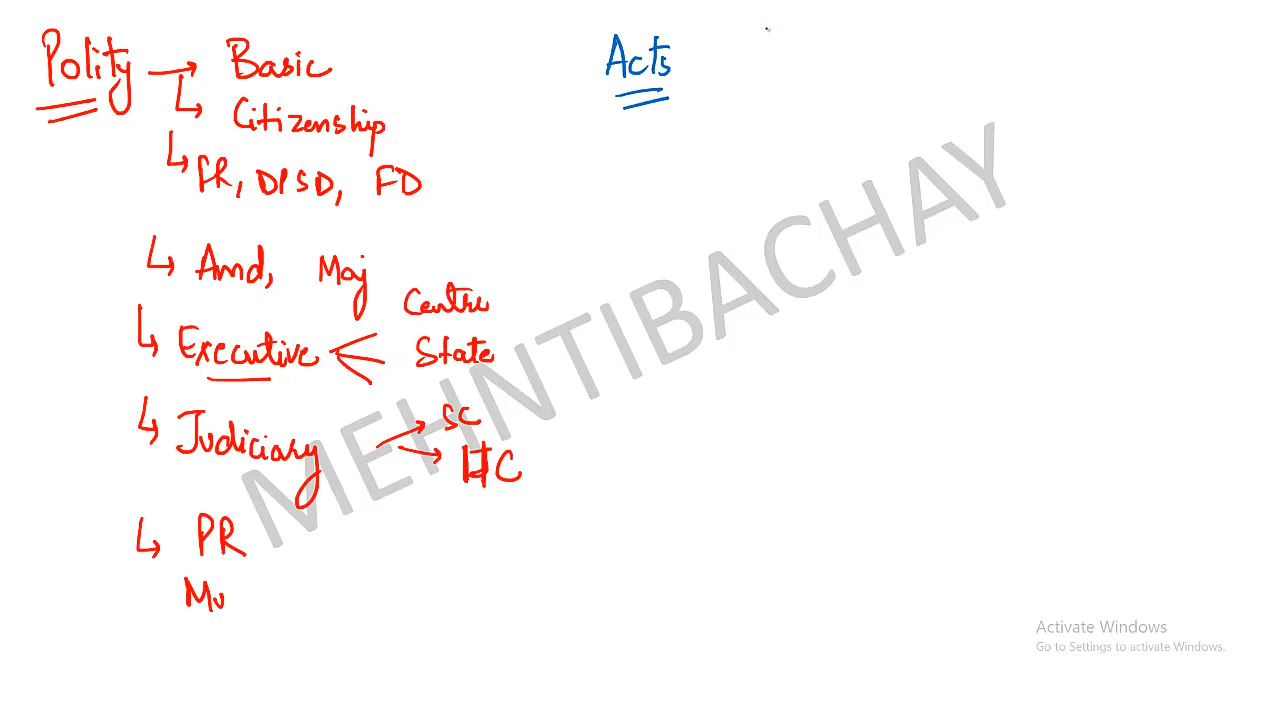 Polity → Basic
↳ Citizenship
↳ FR, DPSD, FD
↳ Amd, Maj
↳ Executive
Centre
State
↳ Judiciary
→ SC
→ HC
↳ PR
Mu
Acts
MEHNTIBACHAY
Activate Windows
Go to Settings to activate Windows.